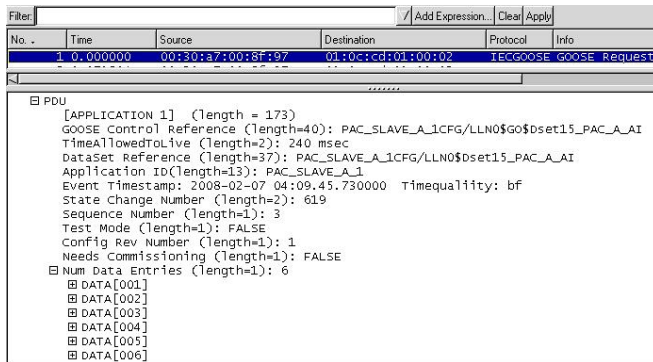 Filter:
Add Expression... Clear Apply
No. . Time Source Destination Protocol Info
1 0.000000 00:30:a7:00:8f:97 01:0c:cd:01:00:02 IECGOOSE GOOSE Request
PDU
[APPLICATION 1] (length = 173)
GOOSE Control Reference (length=40): PAC_SLAVE_A_1CFG/LLN0$GO$Dset15_PAC_A_AI
TimeAllowedToLive (length=2): 240 msec
DataSet Reference (length=37): PAC_SLAVE_A_1CFG/LLN0$Dset15_PAC_A_AI
Application ID(length=13): PAC_SLAVE_A_1
Event Timestamp: 2008-02-07 04:09.45.730000 Timequaliity: bf
State Change Number (length=2): 619
Sequence Number (length=1): 3
Test Mode (length=1): FALSE
Config Rev Number (length=1): 1
Needs Commissioning (length=1): FALSE
Num Data Entries (length=1): 6
DATA[001]
DATA[002]
DATA[003]
DATA[004]
DATA[005]
DATA[006]